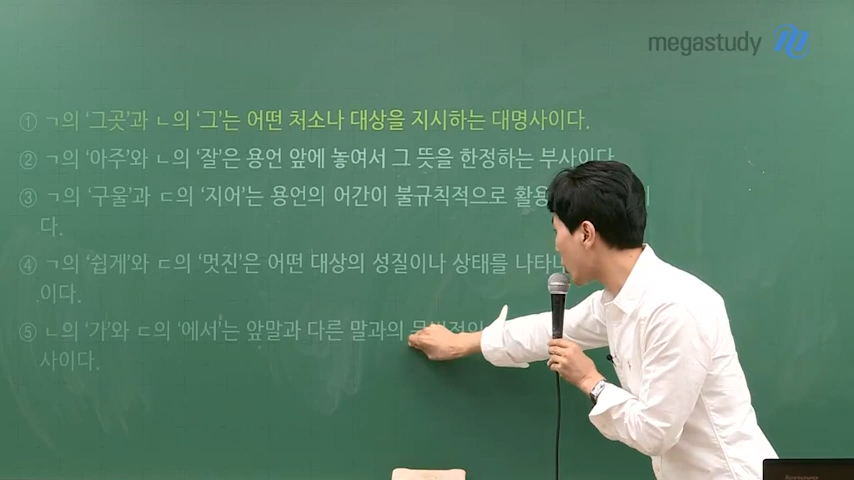 megastudy
① ㄱ의 ‘그곳’과 ㄴ의 ‘그’는 어떤 처소나 대상을 지시하는 대명사이다.
② ㄱ의 ‘아주’와 ㄴ의 ‘잘’은 용언 앞에 놓여서 그 뜻을 한정하는 부사이다.
③ ㄱ의 ‘구울’과 ㄷ의 ‘지어’는 용언의 어간이 불규칙적으로 활용
다.
④ ㄱ의 ‘쉽게’와 ㄷ의 ‘멋진’은 어떤 대상의 성질이나 상태를 나타
이다.
⑤ ㄴ의 ‘가’와 ㄷ의 ‘에서’는 앞말과 다른 말과의
사이다.